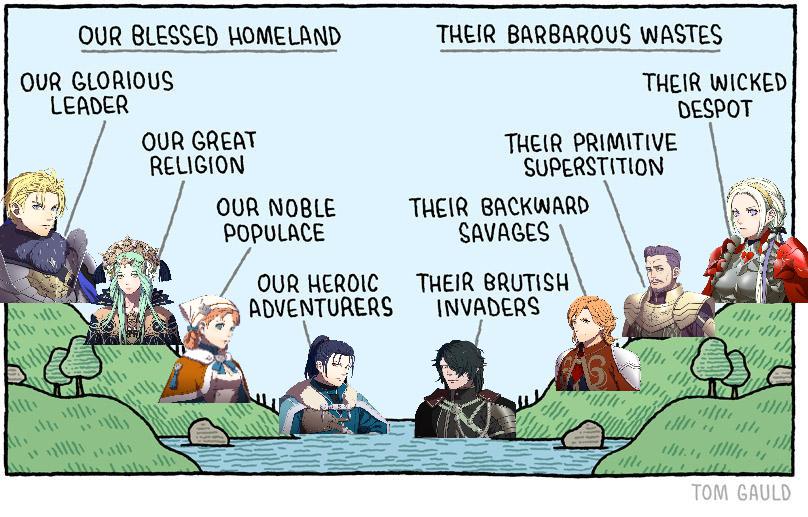 OUR BLESSED HOMELAND
OUR GLORIOUS
LEADER
OUR GREAT
RELIGION
OUR NOBLE
POPULACE
OUR HEROIC
ADVENTURERS
THEIR BARBAROUS WASTES
THEIR WICKED
DESPOT
THEIR PRIMITIVE
SUPERSTITION
THEIR BACKWARD
SAVAGES
THEIR BRUTISH
INVADERS
TOM GAULD